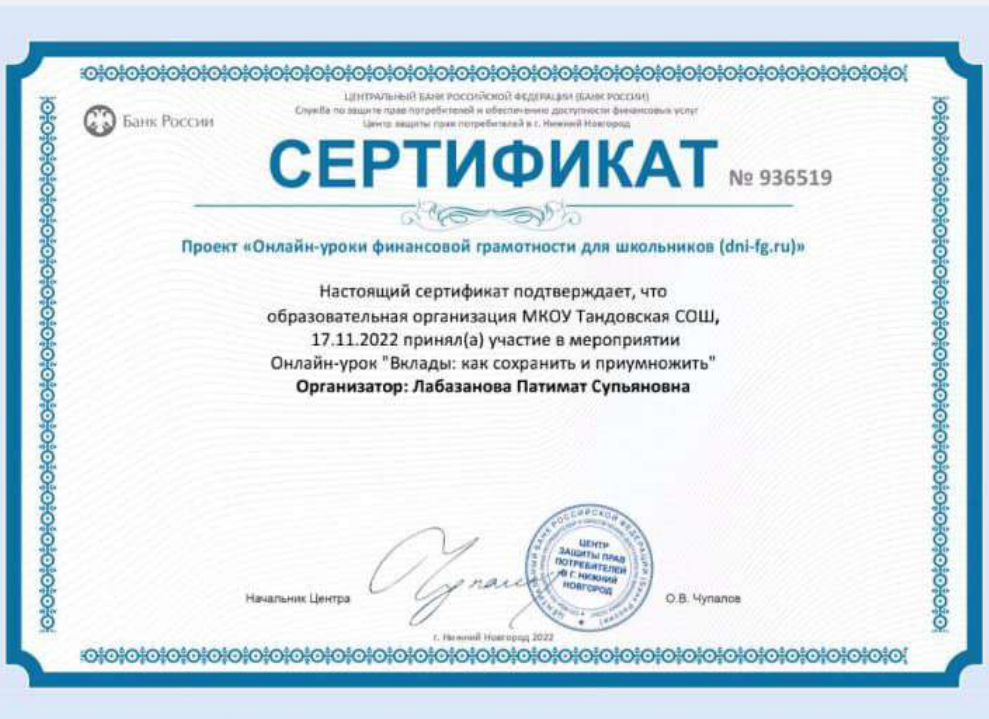 ЦЕНТРАЛЬНЫЙ БАНК РОССИЙСКОЙ ФЕДЕРАЦИИ (БАНК РОССИИ)
Служба по защите прав потребителей и обеспечению доступности финансовых услуг
Центр защиты прав потребителей в г. Нижний Новгород
Банк России
СЕРТИФИКАТ
№ 936519
Проект «Онлайн-уроки финансовой грамотности для школьников (dni-fg.ru)»
Настоящий сертификат подтверждает, что
образовательная организация МКОУ Тандовская СОШ,
17.11.2022 принял(а) участие в мероприятии
Онлайн-урок "Вклады: как сохранить и приумножить"
Организатор: Лабазанова Патимат Супьяновна
ЦЕНТР
ЗАЩИТЫ ПРАВ
ПОТРЕБИТЕЛЕЙ
В Г. НИЖНИЙ
НОВГОРОД
Начальник Центра
О.В. Чупалов
г. Нижний Новгород 2022